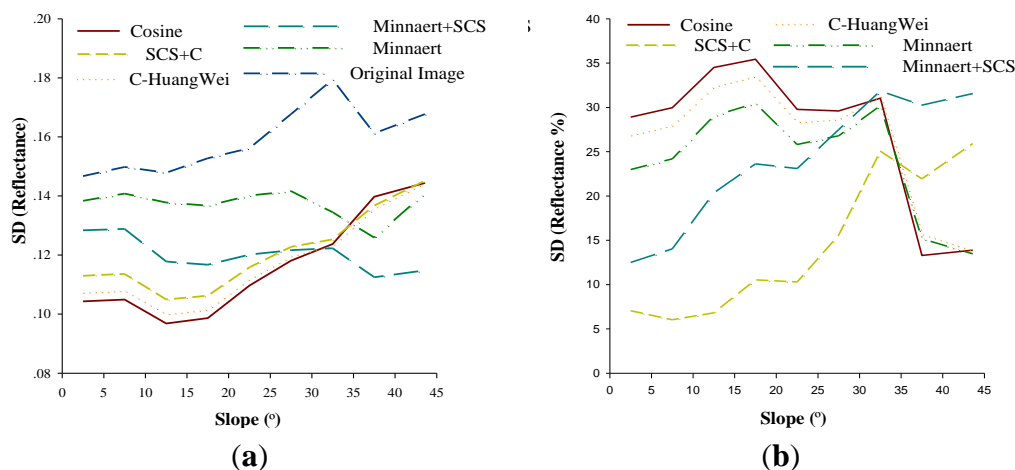 Cosine
SCS+C
C-HuangWei
Minnaert+SCS
Minnaert
Original Image
.20
.18
.16
.14
.12
.10
.08
SD (Reflectance)
0 5 10 15 20 25 30 35 40 45
Slope (º)
(a)
Cosine
SCS+C
C-HuangWei
Minnaert
Minnaert+SCS
40
35
30
25
20
15
10
5
0
SD (Reflectance %)
0 5 10 15 20 25 30 35 40 45
Slope (º)
(b)